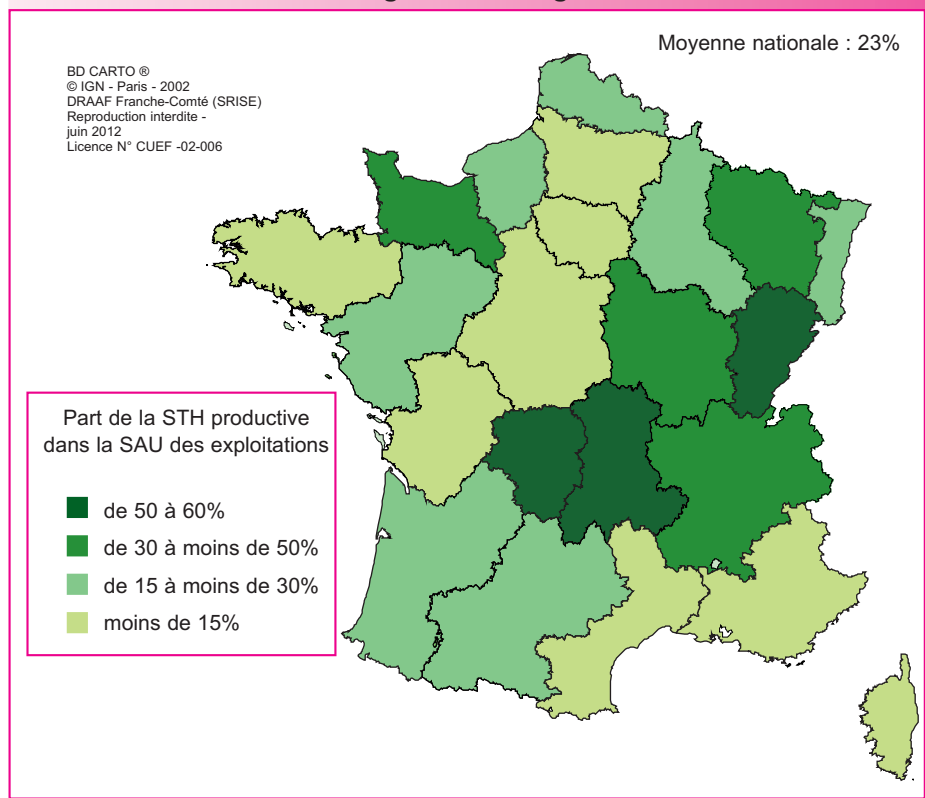 Moyenne nationale : 23%
BD CARTO ®
© IGN - Paris - 2002
DRAAF Franche-Comté (SRISE)
Reproduction interdite -
juin 2012
Licence N° CUEF -02-006
Part de la STH productive
dans la SAU des exploitations
de 50 à 60%
de 30 à moins de 50%
de 15 à moins de 30%
moins de 15%